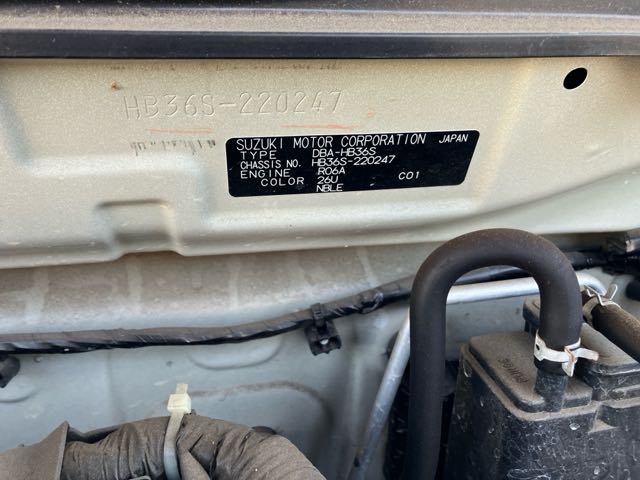 HB36S-220247
SUZUKI MOTOR CORPORATION JAPAN
TYPE DBA-HB36S
CHASSIS NO. HB36S-220247
ENGINE R06A
COLOR 26U C01
NBLE